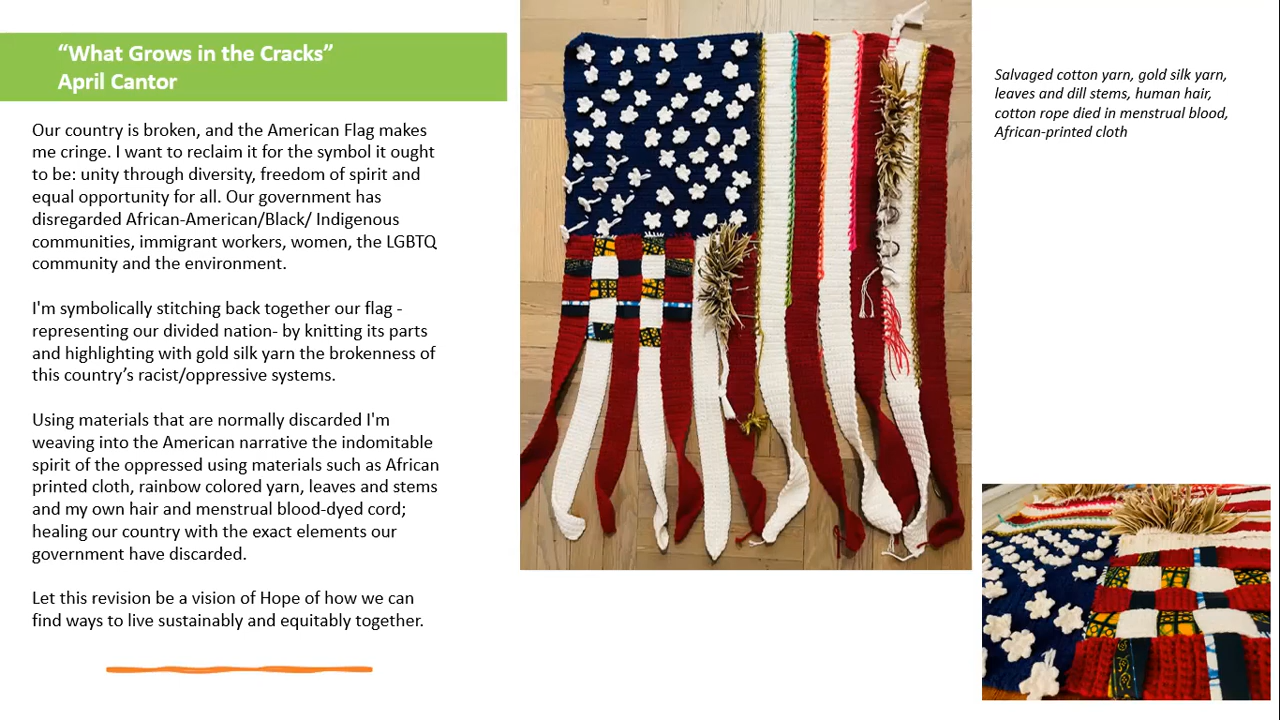 “What Grows in the Cracks”
April Cantor
Our country is broken, and the American Flag makes
me cringe. I want to reclaim it for the symbol it ought
to be: unity through diversity, freedom of spirit and
equal opportunity for all. Our government has
disregarded African-American/Black/ Indigenous
communities, immigrant workers, women, the LGBTQ
community and the environment.
I'm symbolically stitching back together our flag -
representing our divided nation- by knitting its parts
and highlighting with gold silk yarn the brokenness of
this country’s racist/oppressive systems.
Using materials that are normally discarded I'm
weaving into the American narrative the indomitable
spirit of the oppressed using materials such as African
printed cloth, rainbow colored yarn, leaves and stems
and my own hair and menstrual blood-dyed cord;
healing our country with the exact elements our
government have discarded.
Let this revision be a vision of Hope of how we can
find ways to live sustainably and equitably together.
Salvaged cotton yarn, gold silk yarn,
leaves and dill stems, human hair,
cotton rope died in menstrual blood,
African-printed cloth